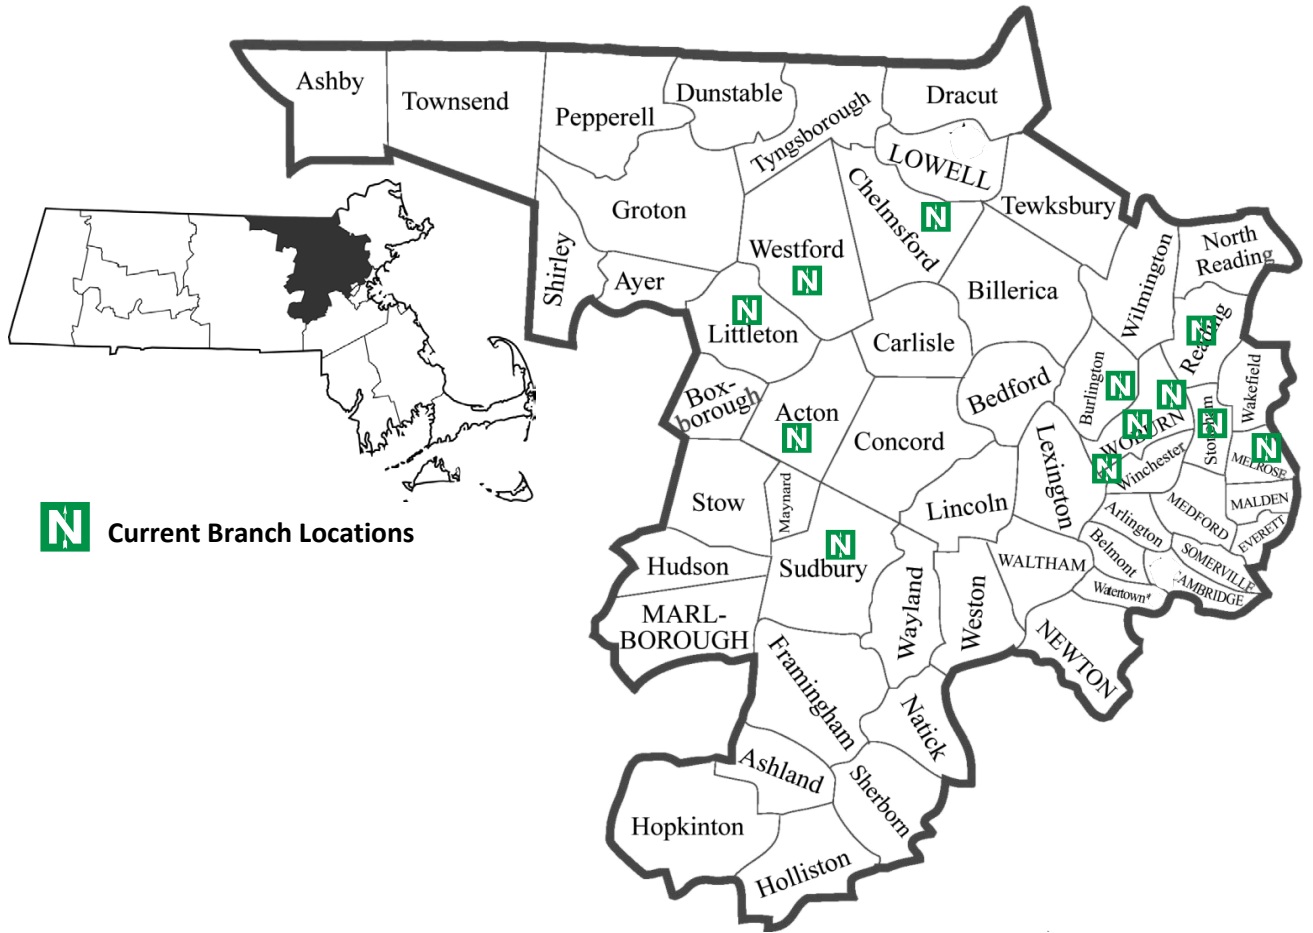 Ashby
Townsend
Pepperell
Dunstable
Tyngsborough
Dracut
LOWELL
Chelmsford
N
Tewksbury
Groton
Westford
N
Shirley
Ayer
Littleton
N
Billerica
Wilmington
North
Reading
Reading
N
Carlisle
Box-
borough
Acton
N
Concord
Bedford
Burlington
N
N
WOBURN
N
Stoneham
N
Wakefield
MELROSE
N
Winchester
N
Lexington
Lincoln
Stow
Maynard
N Current Branch Locations
Sudbury
N
Hudson
MARL-
BOROUGH
Wayland
Weston
WALTHAM
Arlington
Belmont
Watertown*
MEDFORD
MALDEN
EVERETT
SOMERVILLE
AMBRIDGE
NEWTON
Framingham
Natick
Ashland
Sherborn
Hopkinton
Holliston